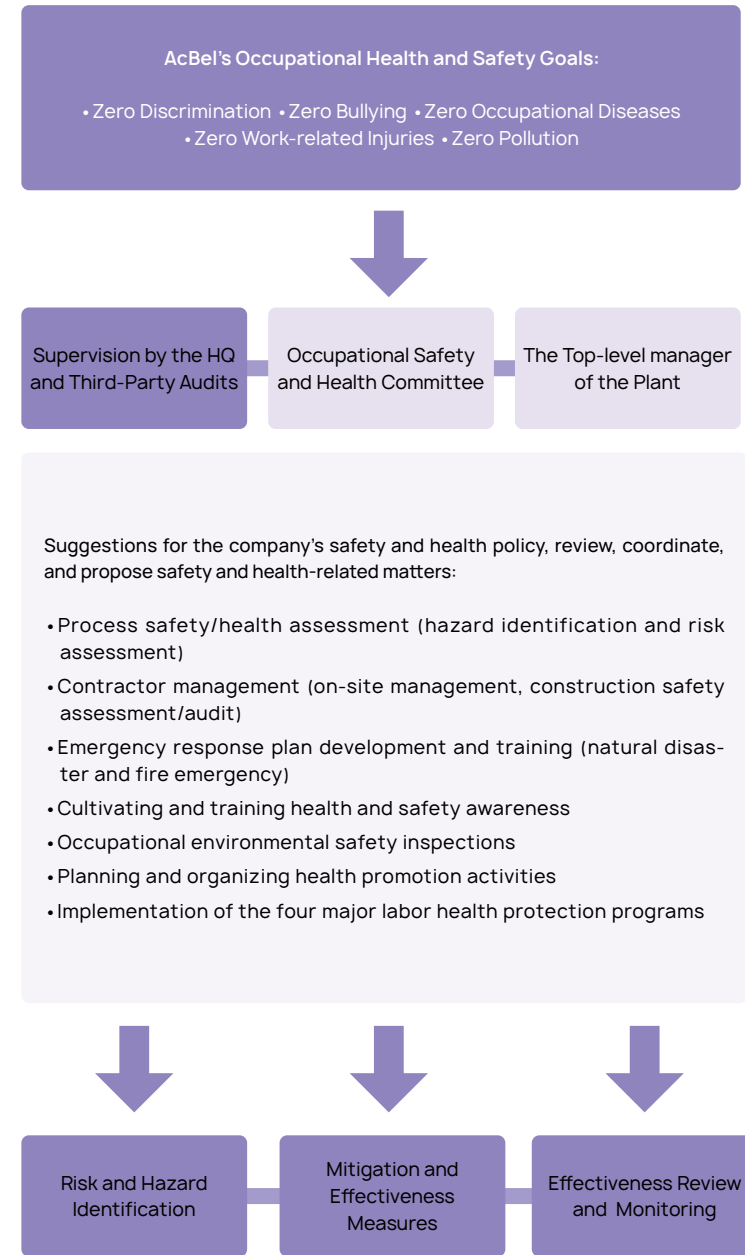 AcBel's Occupational Health and Safety Goals:
•Zero Discrimination •Zero Bullying •Zero Occupational Diseases
•Zero Work-related Injuries •Zero Pollution
Supervision by the HQ
and Third-Party Audits
Occupational Safety
and Health Committee
The Top-level manager
of the Plant
Suggestions for the company's safety and health policy, review, coordinate,
and propose safety and health-related matters:
•Process safety/health assessment (hazard identification and risk
assessment)
•Contractor management (on-site management, construction safety
assessment/audit)
•Emergency response plan development and training (natural disas-
ter and fire emergency)
•Cultivating and training health and safety awareness
•Occupational environmental safety inspections
•Planning and organizing health promotion activities
•Implementation of the four major labor health protection programs
Risk and Hazard
Identification
Mitigation and
Effectiveness
Measures
Effectiveness Review
and Monitoring